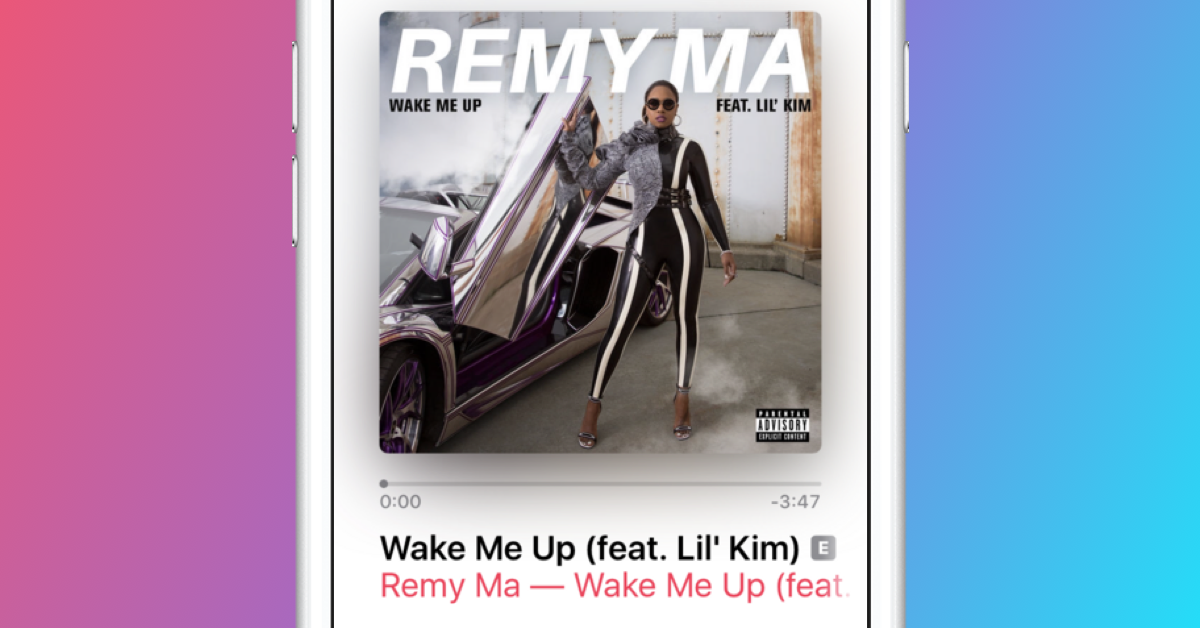 REMY MA
WAKE ME UP FEAT. LIL' KIM
PARENTAL
ADVISORY
EXPLICIT CONTENT
0:00 -3:47
Wake Me Up (feat. Lil' Kim) E
Remy Ma — Wake Me Up (feat.